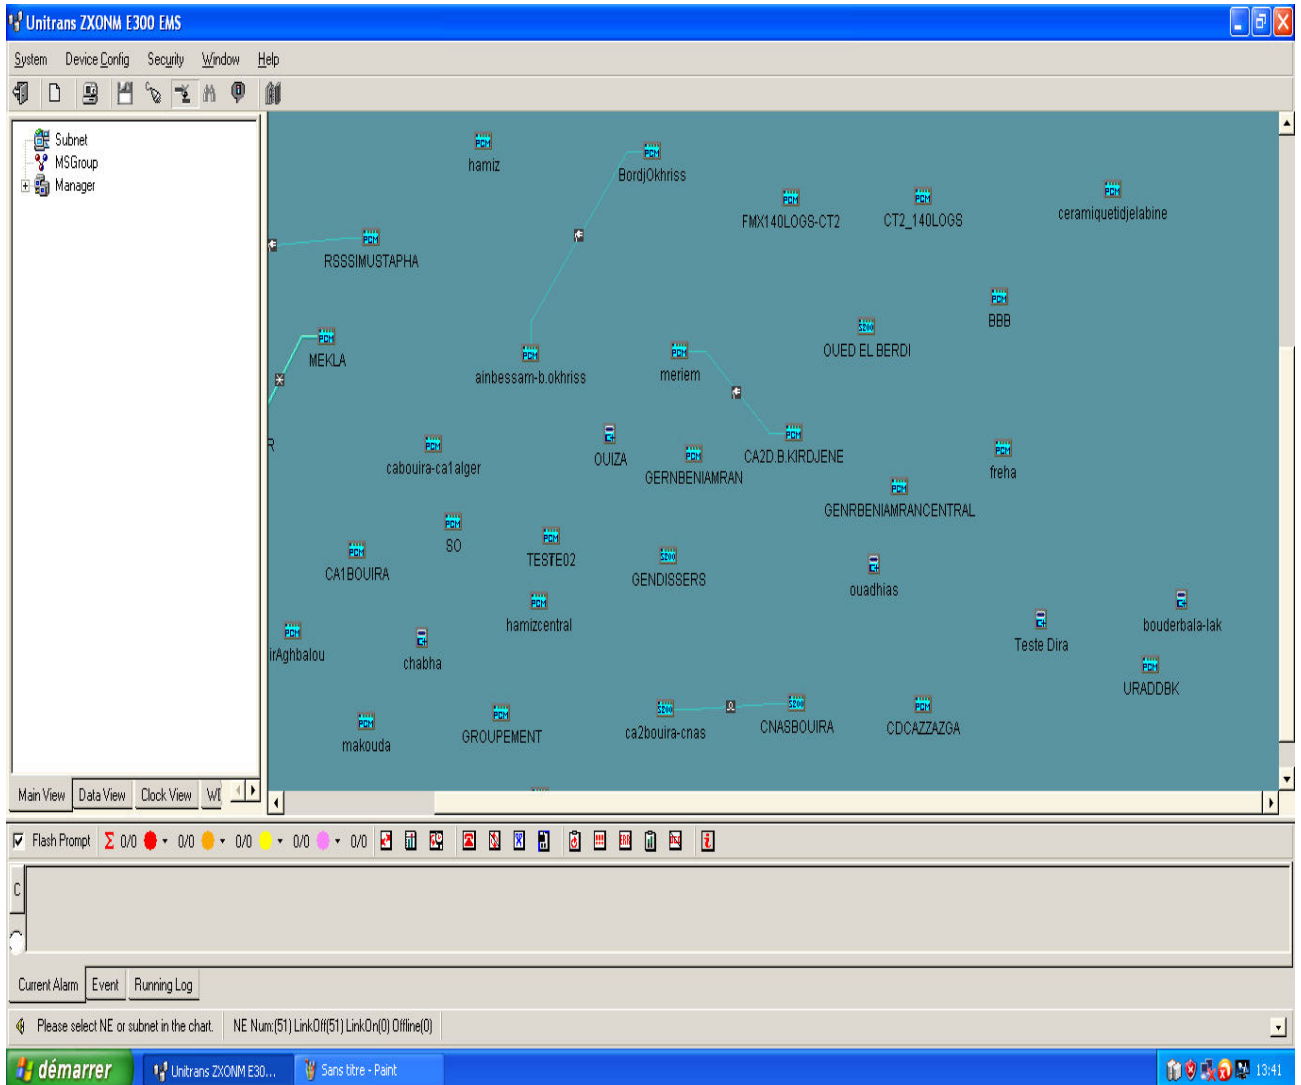 Unitrans ZXONM E300 EMS
System Device Config Security Window Help
Subnet
MSGroup
Manager
hamiz
BordjOkhriss
FMX140LOGS-CT2
CT2_140LOGS
ceramiquetidjelabine
RSSSIMUSTAPHA
BBB
MEKLA
ainbessam-b.okhriss
meriem
OUED EL BERDI
R
cabouira-ca1alger
OUIZA
GERNBENIAMRAN
CA2D.B.KIRDJENE
freha
GENRBENIAMRANCENTRAL
SO
CA1BOUIRA
TESTE02
GENDISSERS
ouadhias
hamizcentral
bouderbala-lak
irAghbalou
chabha
Teste Dira
URADDBK
makouda
GROUPEMENT
ca2bouira-cnas
CNASBOUIRA
CDCAZZAZGA
Main View Data View Clock View
Flash Prompt Σ 0/0 0/0 0/0 0/0 0/0
C
Current Alarm Event Running Log
Please select NE or subnet in the chart. NE Num:(51) LinkOff(51) LinkOn(0) Offline(0)
démarrer Unitrans ZXONM E30... Sans titre - Paint 13:41